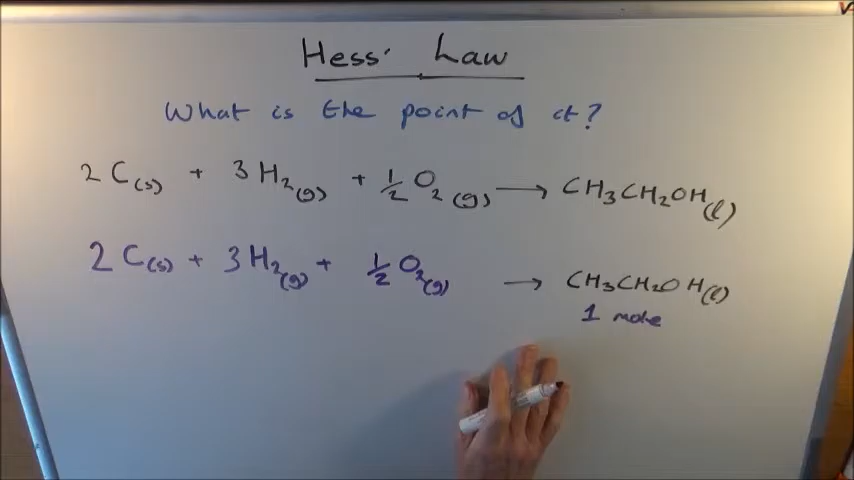 Hess' Law
What is the point of it?
2 C(s) + 3 H₂(g) + ½ O₂(g) → CH₃CH₂OH(l)
2 C(s) + 3 H₂(g) + ½ O₂(g) → CH₃CH₂OH(l)
1 mole